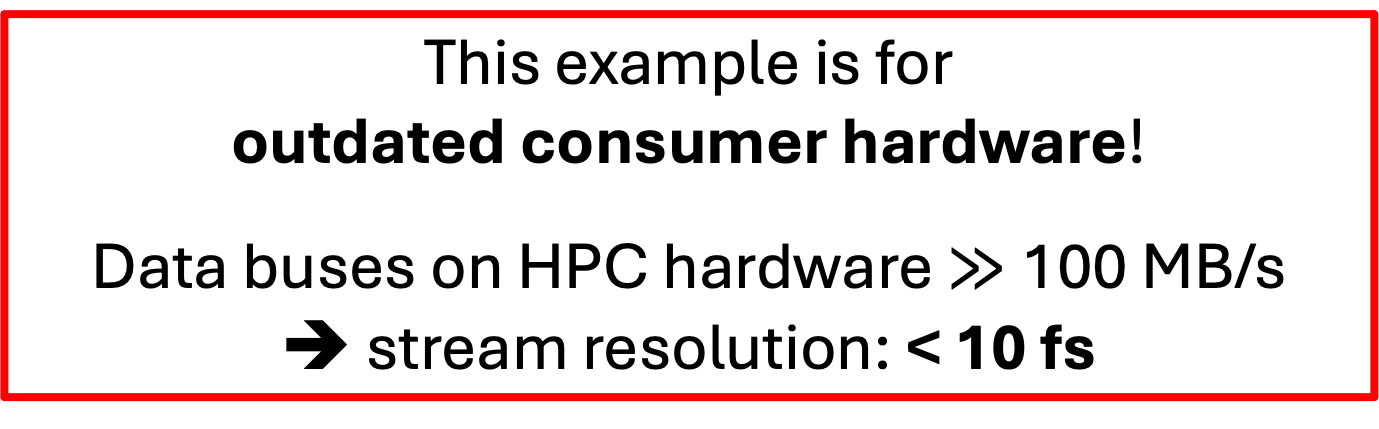 This example is for
outdated consumer hardware!
Data buses on HPC hardware ≫ 100 MB/s
➔ stream resolution: < 10 fs